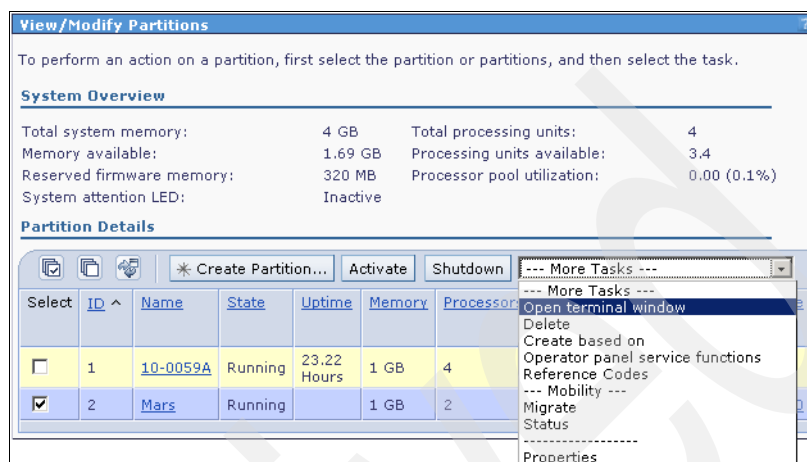 View/Modify Partitions
To perform an action on a partition, first select the partition or partitions, and then select the task.
System Overview
Total system memory: 4 GB Total processing units: 4
Memory available: 1.69 GB Processing units available: 3.4
Reserved firmware memory: 320 MB Processor pool utilization: 0.00 (0.1%)
System attention LED: Inactive
Partition Details
Create Partition... Activate Shutdown --- More Tasks ---
Select ID ^ Name State Uptime Memory Processors
1 10-0059A Running 23.22 Hours 1 GB 4
2 Mars Running 1 GB 2
--- More Tasks ---
Open terminal window
Delete
Create based on
Operator panel service functions
Reference Codes
--- Mobility ---
Migrate
Status
-----------------
Properties